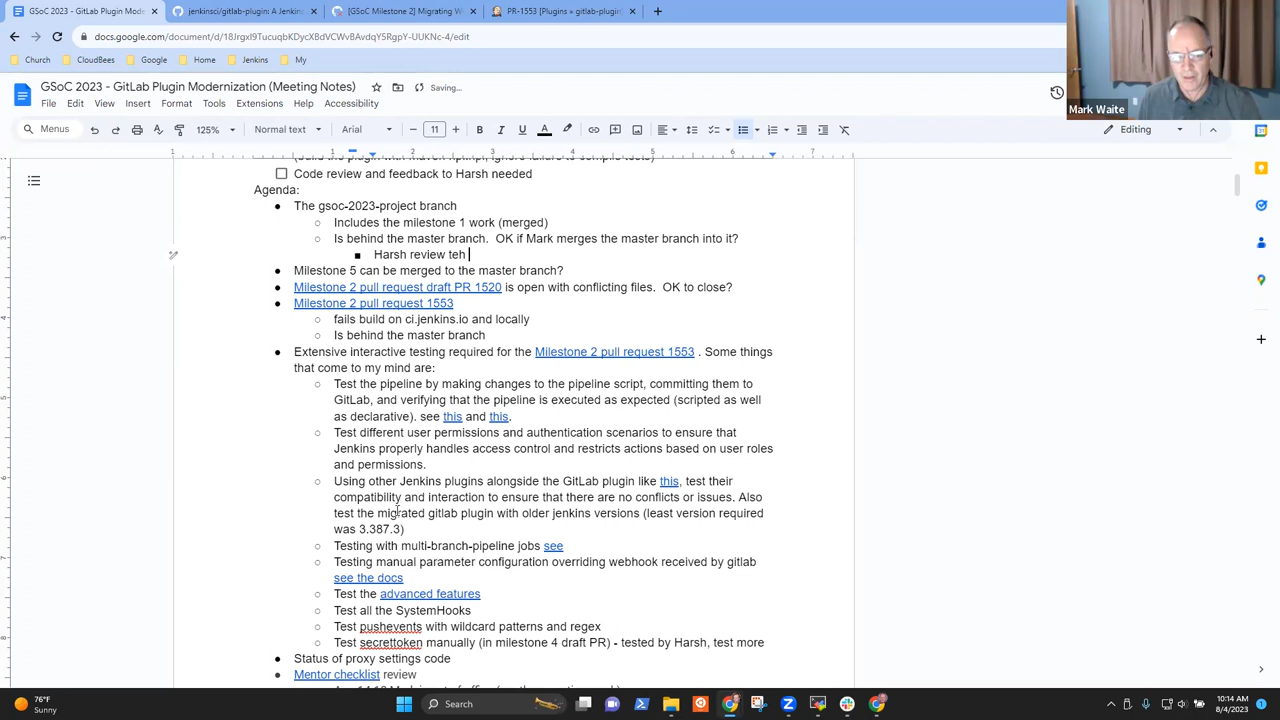 GSoC 2023 - GitLab Plugin Moderniz
jenkinsci/gitlab-plugin: A Jenkins
[GSoC Milestone 2] Migrating We
PR-1553 [Plugins » gitlab-plugin
docs.google.com/document/d/18JrgxI9TucuqbKDycXBdVCWvBAvdqY5RgpY-UUKNc-4/edit
Church CloudBees Google Home Jenkins My
GSoC 2023 - GitLab Plugin Modernization (Meeting Notes) Saving...
File Edit View Insert Format Tools Extensions Help Accessibility
Mark Waite
Menus 125% Normal text Arial 11 Editing
1 1 2 3 4 5 6 7
Code review and feedback to Harsh needed
Agenda:
● The gsoc-2023-project branch
○ Includes the milestone 1 work (merged)
○ Is behind the master branch. OK if Mark merges the master branch into it?
■ Harsh review teh
● Milestone 5 can be merged to the master branch?
● Milestone 2 pull request draft PR 1520 is open with conflicting files. OK to close?
● Milestone 2 pull request 1553
○ fails build on ci.jenkins.io and locally
○ Is behind the master branch
● Extensive interactive testing required for the Milestone 2 pull request 1553 . Some things
that come to my mind are:
○ Test the pipeline by making changes to the pipeline script, committing them to
GitLab, and verifying that the pipeline is executed as expected (scripted as well
as declarative). see this and this.
○ Test different user permissions and authentication scenarios to ensure that
Jenkins properly handles access control and restricts actions based on user roles
and permissions.
○ Using other Jenkins plugins alongside the GitLab plugin like this, test their
compatibility and interaction to ensure that there are no conflicts or issues. Also
test the migrated gitlab plugin with older jenkins versions (least version required
was 3.387.3)
○ Testing with multi-branch-pipeline jobs see
○ Testing manual parameter configuration overriding webhook received by gitlab
see the docs
○ Test the advanced features
○ Test all the SystemHooks
○ Test pushevents with wildcard patterns and regex
○ Test secrettoken manually (in milestone 4 draft PR) - tested by Harsh, test more
● Status of proxy settings code
● Mentor checklist review
76°F
Sunny
Search
10:14 AM
8/4/2023